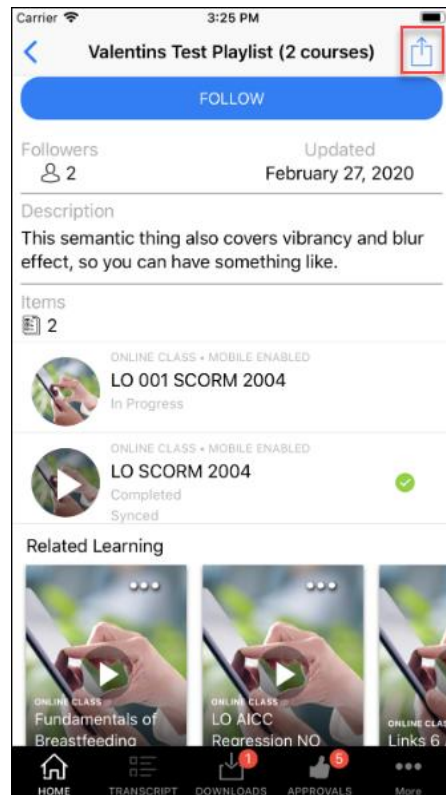 Carrier 3:25 PM
Valentins Test Playlist (2 courses)
FOLLOW
Followers Updated
2 February 27, 2020
Description
This semantic thing also covers vibrancy and blur
effect, so you can have something like.
Items
2
ONLINE CLASS • MOBILE ENABLED
LO 001 SCORM 2004
In Progress
ONLINE CLASS • MOBILE ENABLED
LO SCORM 2004
Completed
Synced
Related Learning
ONLINE CLASS ONLINE CLASS ONLINE CLAS
Fundamentals of LO AICC Links 6
Breastfeeding Regression NO
1 5
HOME TRANSCRIPT DOWNLOADS APPROVALS More